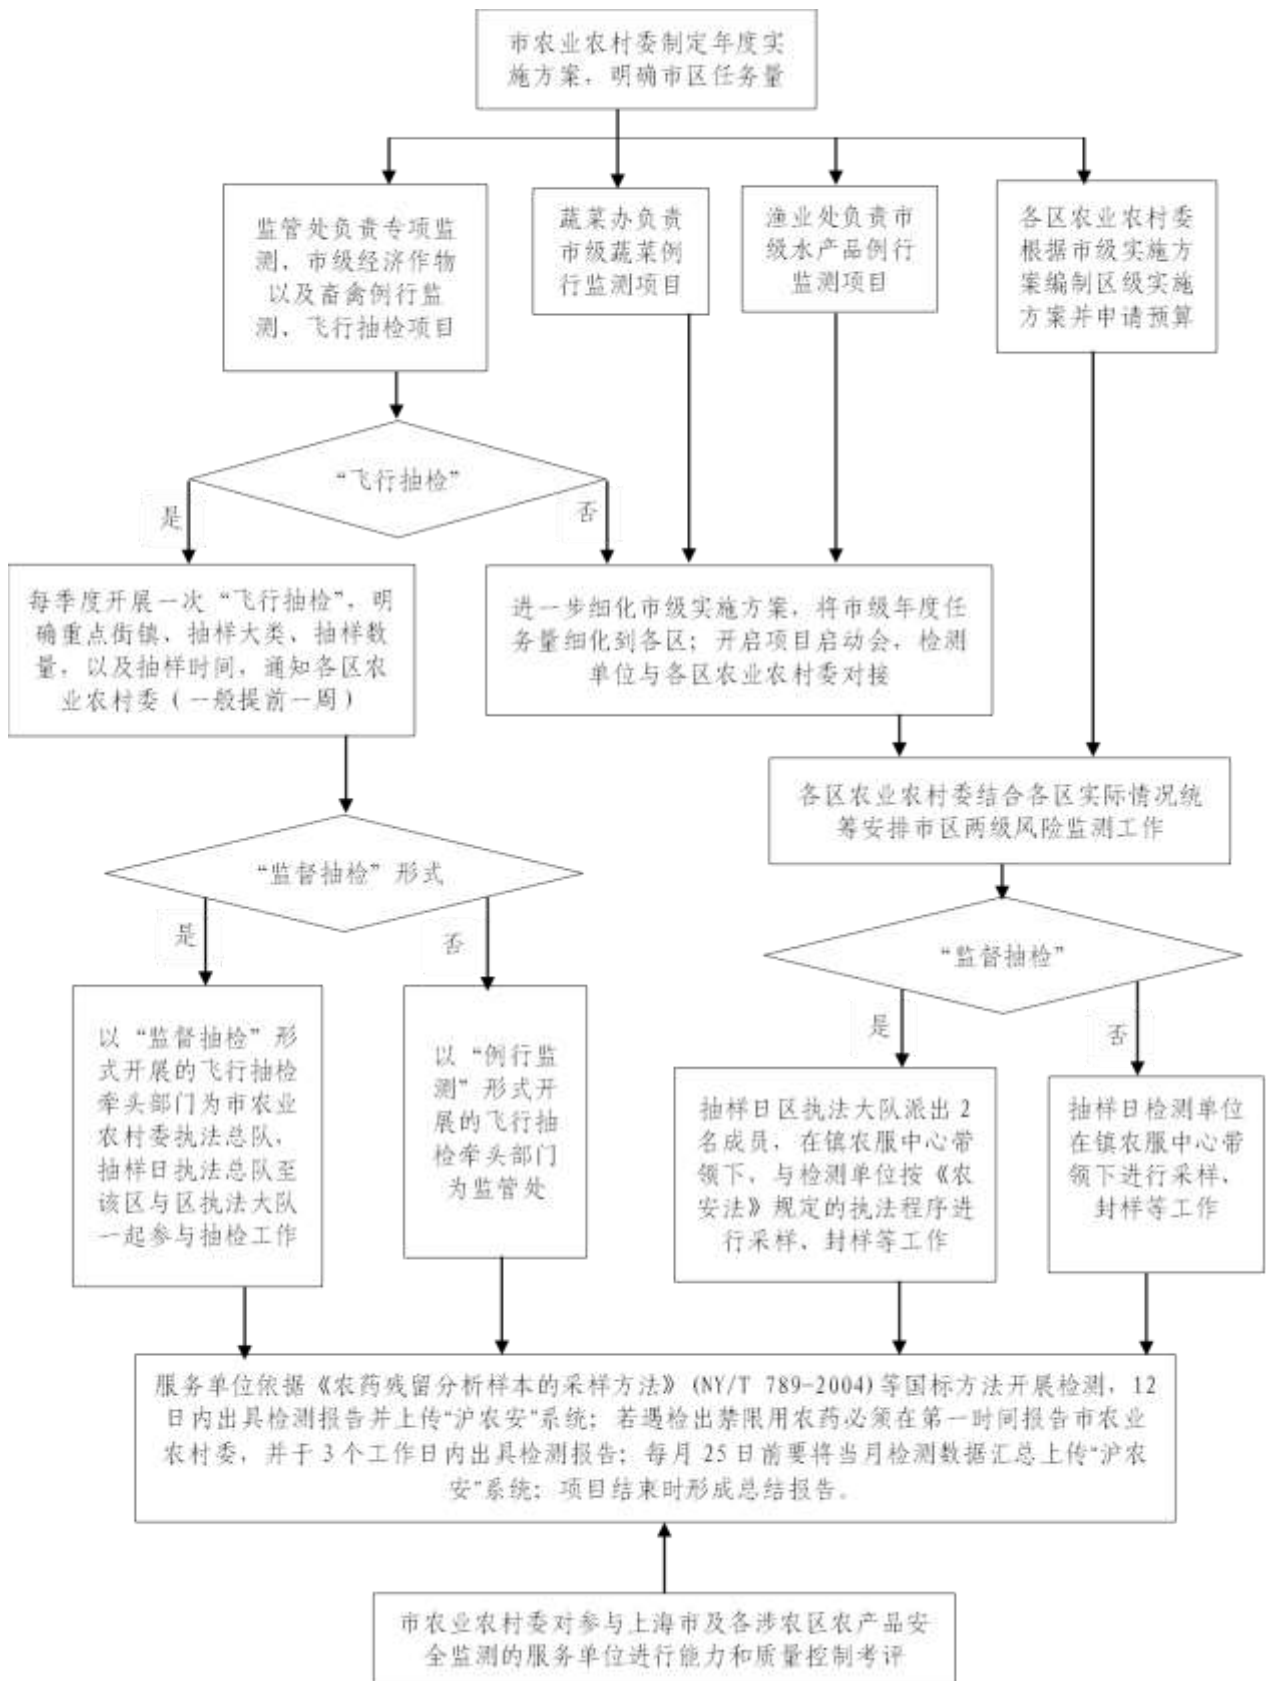 市农业农村委制定年度实
施方案，明确市区任务量
监管处负责专项监
测、市级经济作物
以及畜禽例行监
测、飞行抽检项目
蔬菜办负责
市级蔬菜例
行监测项目
渔业处负责市
级水产品例行
监测项目
各区农业农村委
根据市级实施方
案编制区级实施
方案并申请预算
“飞行抽检”
是
否
每季度开展一次“飞行抽检”，明
确重点街镇、抽样大类、抽样数
量，以及抽样时间，通知各区农
业农村委（一般提前一周）
进一步细化市级实施方案，将市级年度任
务量细化到各区；开启项目启动会，检测
单位与各区农业农村委对接
各区农业农村委结合各区实际情况统
筹安排市区两级风险监测工作
“监督抽检”形式
是
否
“监督抽检”
是
否
以“监督抽检”形
式开展的飞行抽检
牵头部门为市农业
农村委执法总队，
抽样日执法总队至
该区与区执法大队
一起参与抽检工作
以“例行监
测”形式开
展的飞行抽
检牵头部门
为监管处
抽样日区执法大队派出2
名成员，在镇农服中心带
领下，与检测单位按《农
安法》规定的执法程序进
行采样、封样等工作
抽样日检测单位
在镇农服中心带
领下进行采样、
封样等工作
服务单位依据《农药残留分析样本的采样方法》(NY/T 789-2004)等国标方法开展检测，12
日内出具检测报告并上传“沪农安”系统；若遇检出禁限用农药必须在第一时间报告市农业
农村委，并于3个工作日内出具检测报告；每月25日前要将当月检测数据汇总上传“沪农
安”系统；项目结束时形成总结报告。
市农业农村委对参与上海市及各涉农区农产品安
全监测的服务单位进行能力和质量控制考评